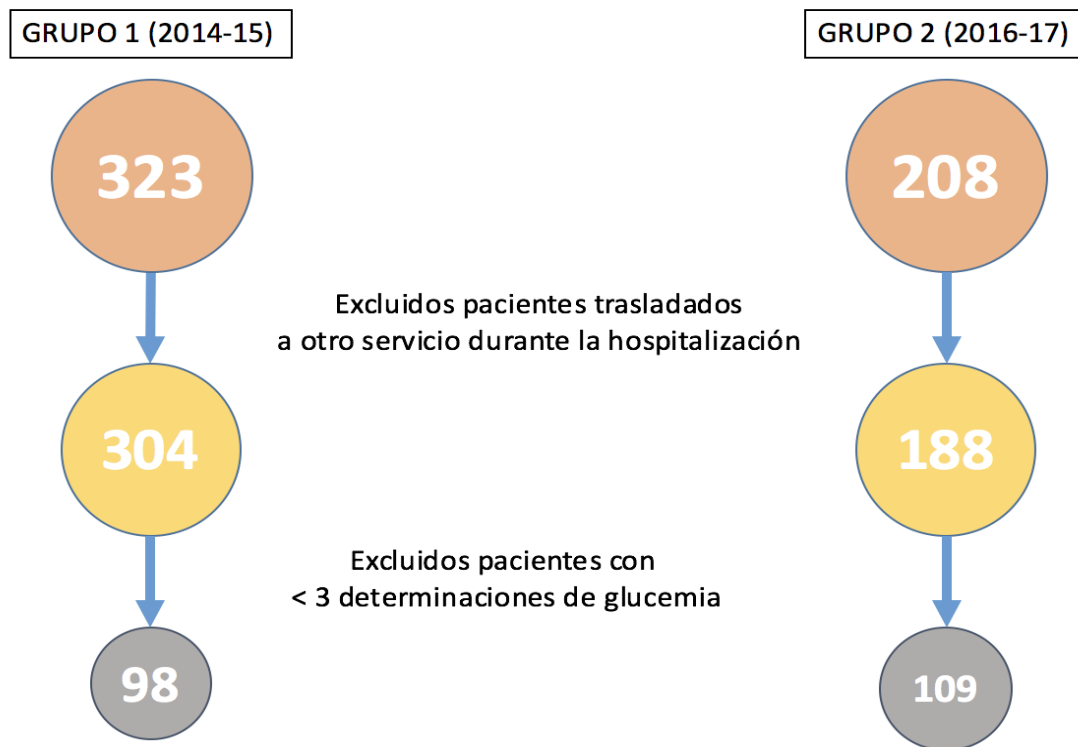 GRUPO 1 (2014-15)
GRUPO 2 (2016-17)
323
208
Excluidos pacientes trasladados
a otro servicio durante la hospitalización
304
188
Excluidos pacientes con
< 3 determinaciones de glucemia
98
109